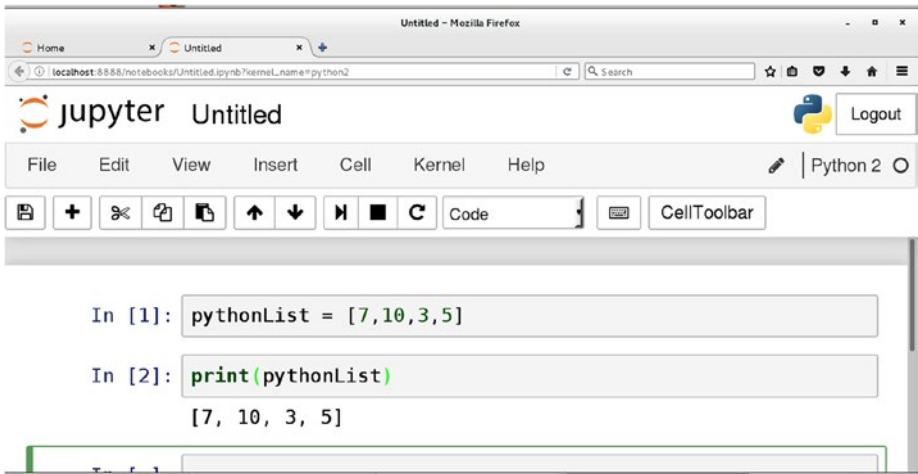 Untitled - Mozilla Firefox
Home Untitled
localhost:8888/notebooks/Untitled.ipynb?kernel_name=python2 Search
jupyter Untitled Logout
File Edit View Insert Cell Kernel Help Python 2
Code CellToolbar
In [1]: pythonList = [7,10,3,5]
In [2]: print(pythonList)
[7, 10, 3, 5]
In [ ]: